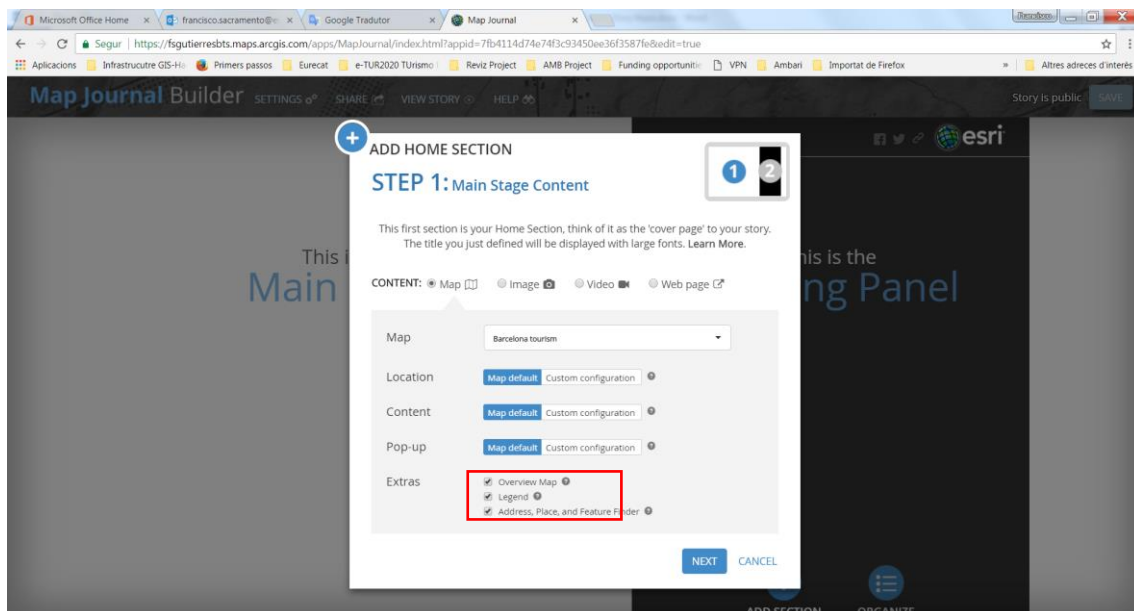 Microsoft Office Home
francisco.sacramento@e
Google Tradutor
Map Journal
Segur | https://fsgutierresbts.maps.arcgis.com/apps/MapJournal/index.html?appid=7fb4114d74e74f3c93450ee36f3587fe&edit=true
Aplicacions Infrastrucutre GIS-Ha Primers passos Eurecat e-TUR2020 TUrismo Reviz Project AMB Project Funding opportunitie VPN Ambari Importat de Firefox » Altres adreces d'interès
Map Journal Builder SETTINGS SHARE VIEW STORY HELP Story is public SAVE
esri
ADD HOME SECTION
STEP 1: Main Stage Content
1 2
This first section is your Home Section, think of it as the 'cover page' to your story.
The title you just defined will be displayed with large fonts. Learn More.
This i
Main
his is the
ng Panel
CONTENT: Map Image Video Web page
Map Barcelona tourism
Location Map default Custom configuration
Content Map default Custom configuration
Pop-up Map default Custom configuration
Extras Overview Map
Legend
Address, Place, and Feature Finder
NEXT CANCEL
ADD SECTION ORGANIZE